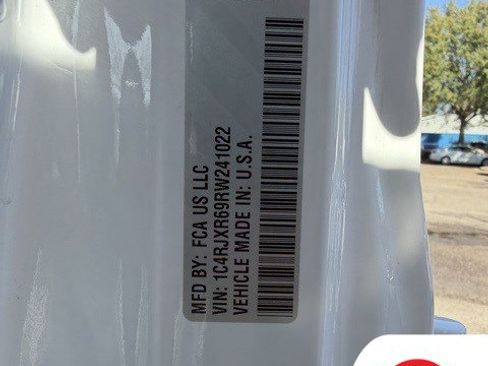 MFD BY: FCA US LLC
VIN: 1C4RJXR69RW241022
VEHICLE MADE IN: U.S.A.